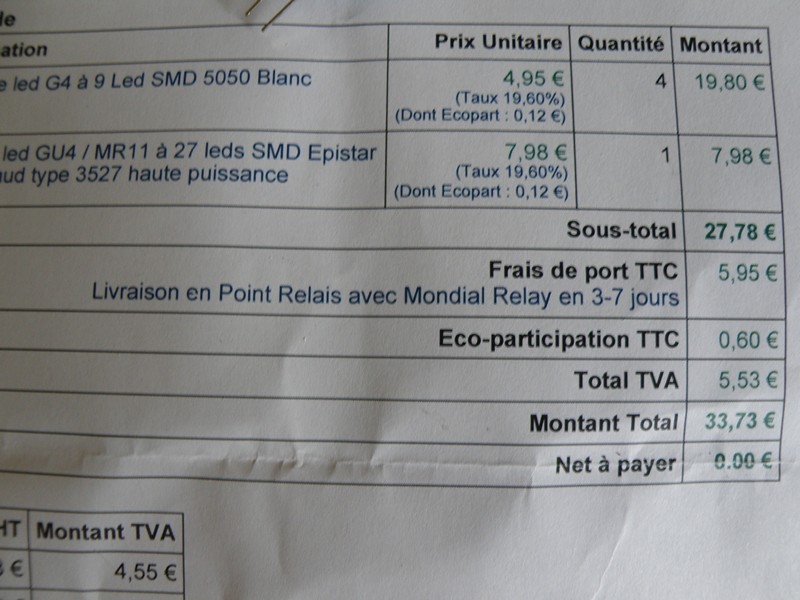 ation Prix Unitaire Quantité Montant
led G4 à 9 Led SMD 5050 Blanc 4,95 € 4 19,80 €
(Taux 19,60%)
(Dont Ecopart : 0,12 €)
led GU4 / MR11 à 27 leds SMD Epistar 7,98 € 1 7,98 €
ud type 3527 haute puissance (Taux 19,60%)
(Dont Ecopart : 0,12 €)
Sous-total 27,78 €
Frais de port TTC 5,95 €
Livraison en Point Relais avec Mondial Relay en 3-7 jours
Eco-participation TTC 0,60 €
Total TVA 5,53 €
Montant Total 33,73 €
Net à payer 0.00 €
HT Montant TVA
€ 4,55 €